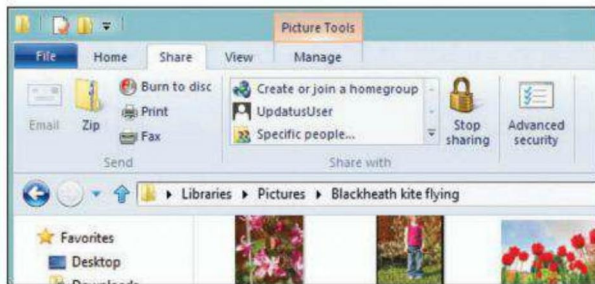 Picture Tools
File Home Share View Manage
Email
Zip
Burn to disc
Print
Fax
Send
Create or join a homegroup
UpdatusUser
Specific people...
Share with
Stop sharing
Advanced security
Libraries Pictures Blackheath kite flying
Favorites
Desktop
Downloads